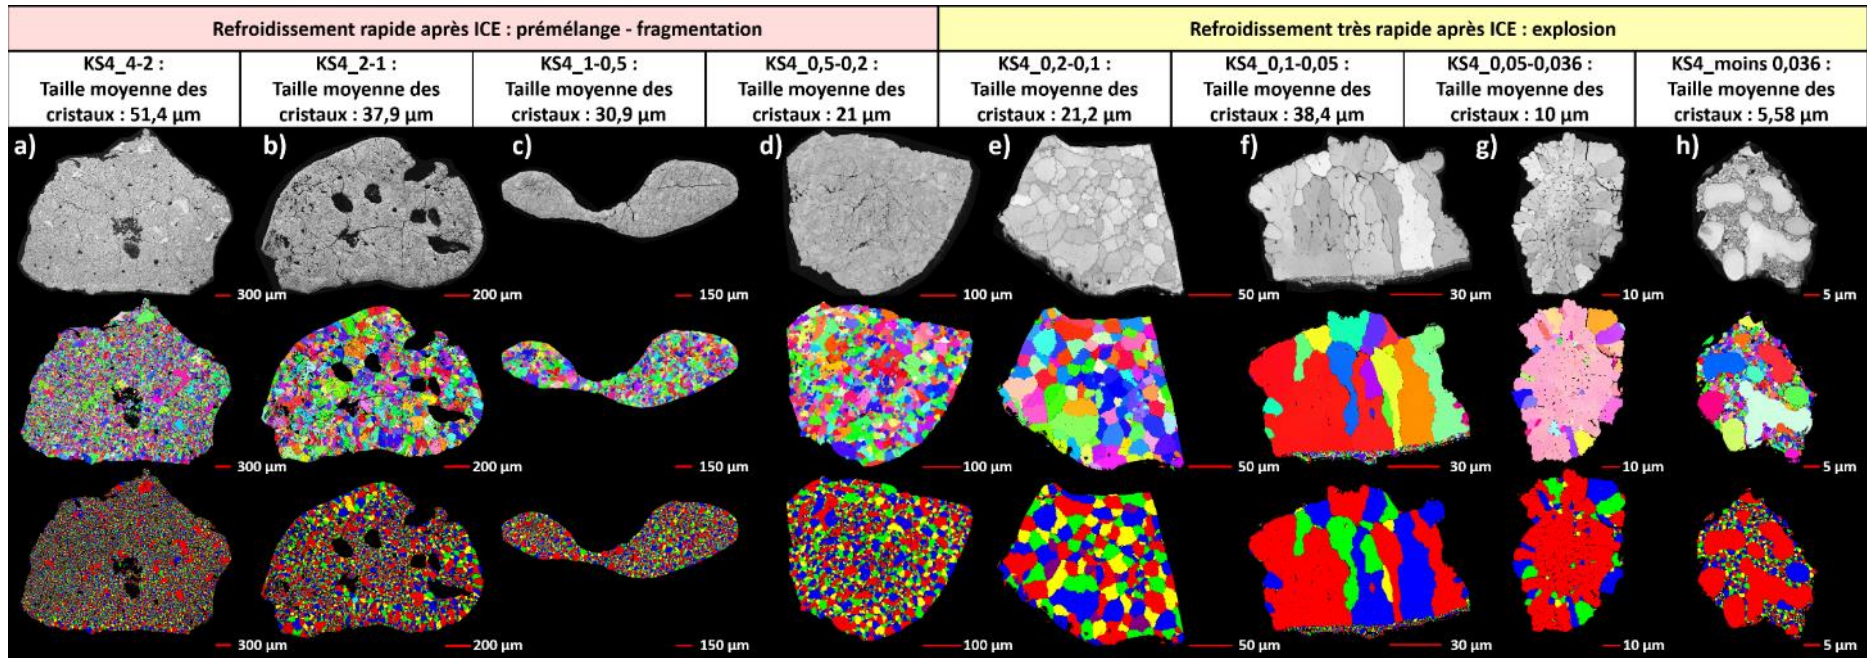 Refroidissement rapide après ICE : prémélange - fragmentation
Refroidissement très rapide après ICE : explosion
KS4_4-2 :
Taille moyenne des
cristaux : 51,4 µm
KS4_2-1 :
Taille moyenne des
cristaux : 37,9 µm
KS4_1-0,5 :
Taille moyenne des
cristaux : 30,9 µm
KS4_0,5-0,2 :
Taille moyenne des
cristaux : 21 µm
KS4_0,2-0,1 :
Taille moyenne des
cristaux : 21,2 µm
KS4_0,1-0,05 :
Taille moyenne des
cristaux : 38,4 µm
KS4_0,05-0,036 :
Taille moyenne des
cristaux : 10 µm
KS4_moins 0,036 :
Taille moyenne des
cristaux : 5,58 µm
a)
b)
c)
d)
e)
f)
g)
h)
300 µm
200 µm
150 µm
100 µm
50 µm
30 µm
10 µm
5 µm
300 µm
200 µm
150 µm
100 µm
50 µm
30 µm
10 µm
5 µm
300 µm
200 µm
150 µm
100 µm
50 µm
30 µm
10 µm
5 µm